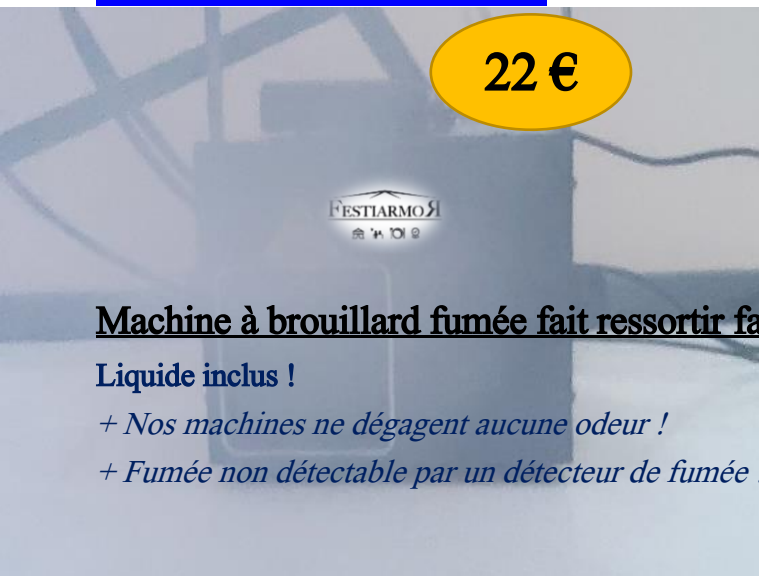 22 €
FESTIARMOR
Machine à brouillard fumée fait ressortir fa
Liquide inclus !
+ Nos machines ne dégagent aucune odeur !
+ Fumée non détectable par un détecteur de fumée !